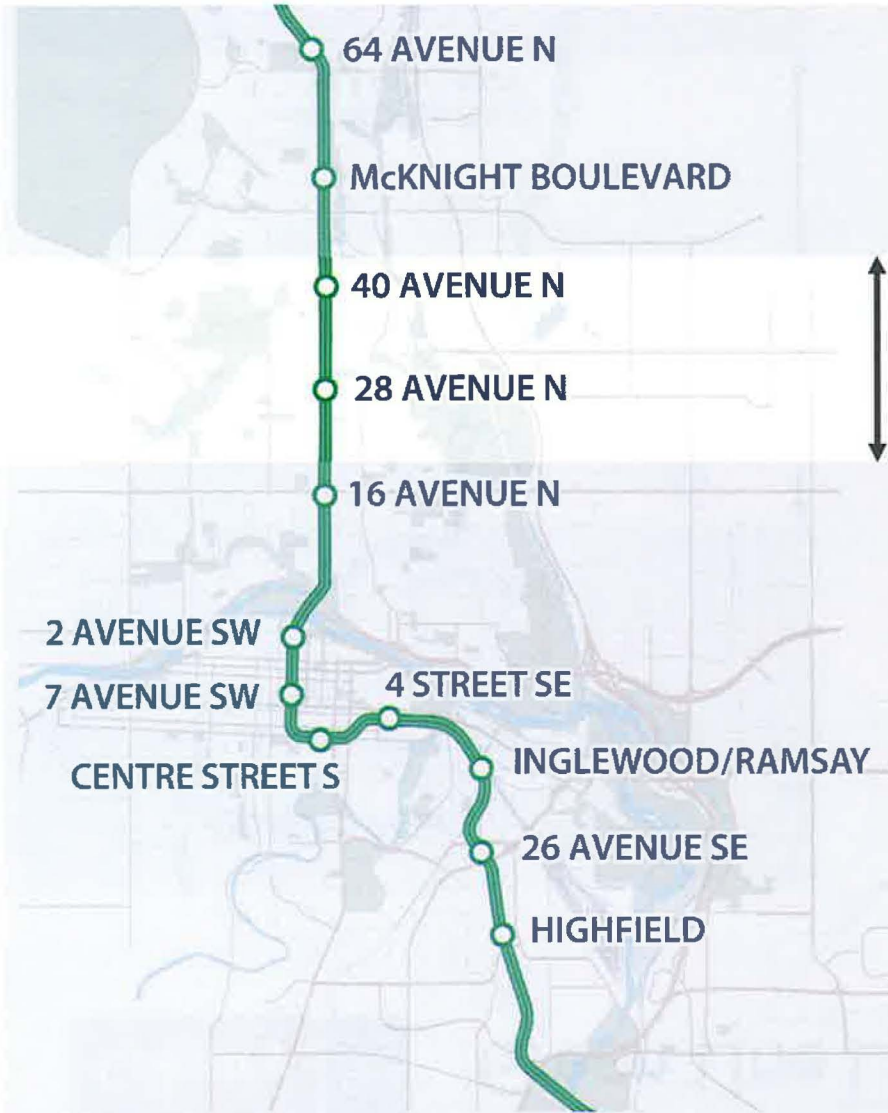 64 AVENUE N
McKNIGHT BOULEVARD
40 AVENUE N
28 AVENUE N
16 AVENUE N
2 AVENUE SW
7 AVENUE SW
4 STREET SE
CENTRE STREET S
INGLEWOOD/RAMSAY
26 AVENUE SE
HIGHFIELD